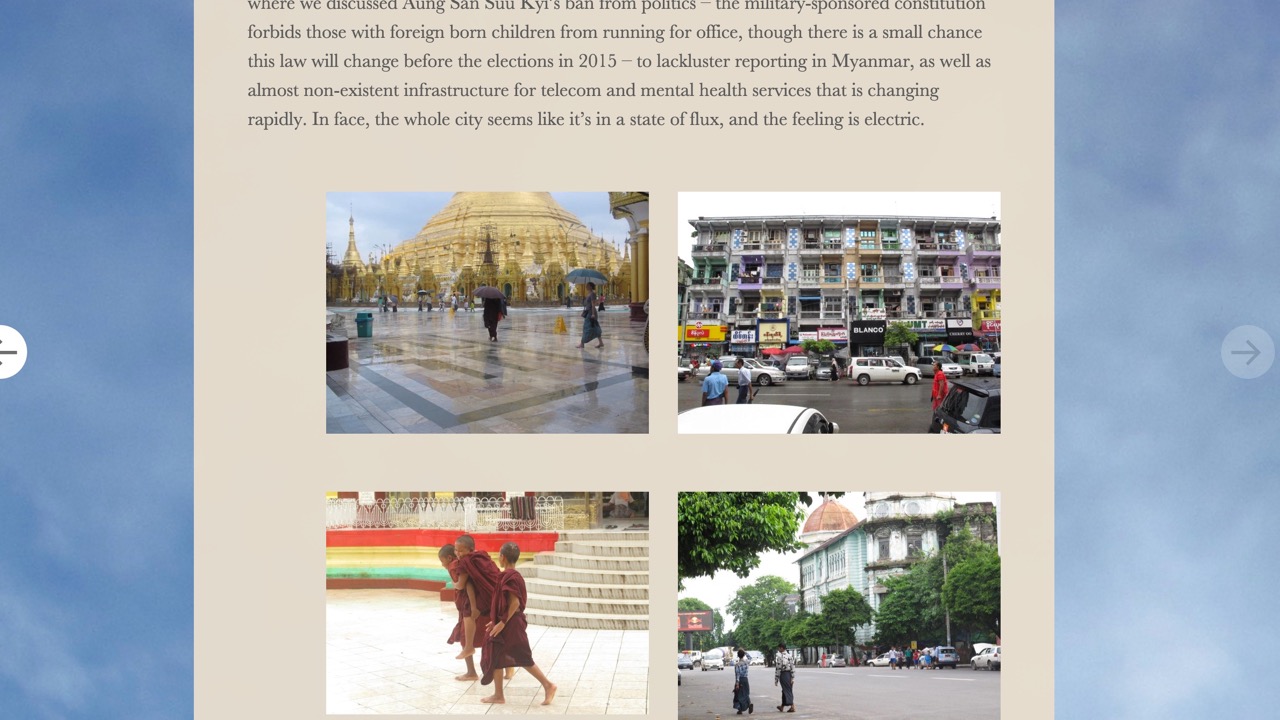 where we discussed Aung San Suu Kyi's ban from politics – the military-sponsored constitution
forbids those with foreign born children from running for office, though there is a small chance
this law will change before the elections in 2015 – to lackluster reporting in Myanmar, as well as
almost non-existent infrastructure for telecom and mental health services that is changing
rapidly. In face, the whole city seems like it's in a state of flux, and the feeling is electric.
BLANCO